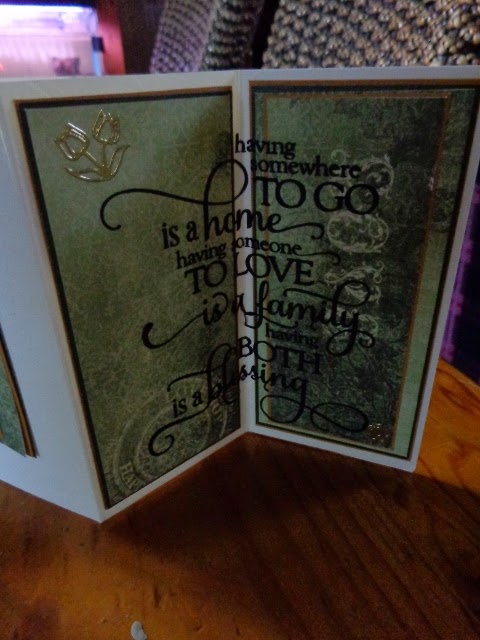 having
somewhere
TO GO
is a home
having someone
TO LOVE
is a family
having
BOTH
is a blessing